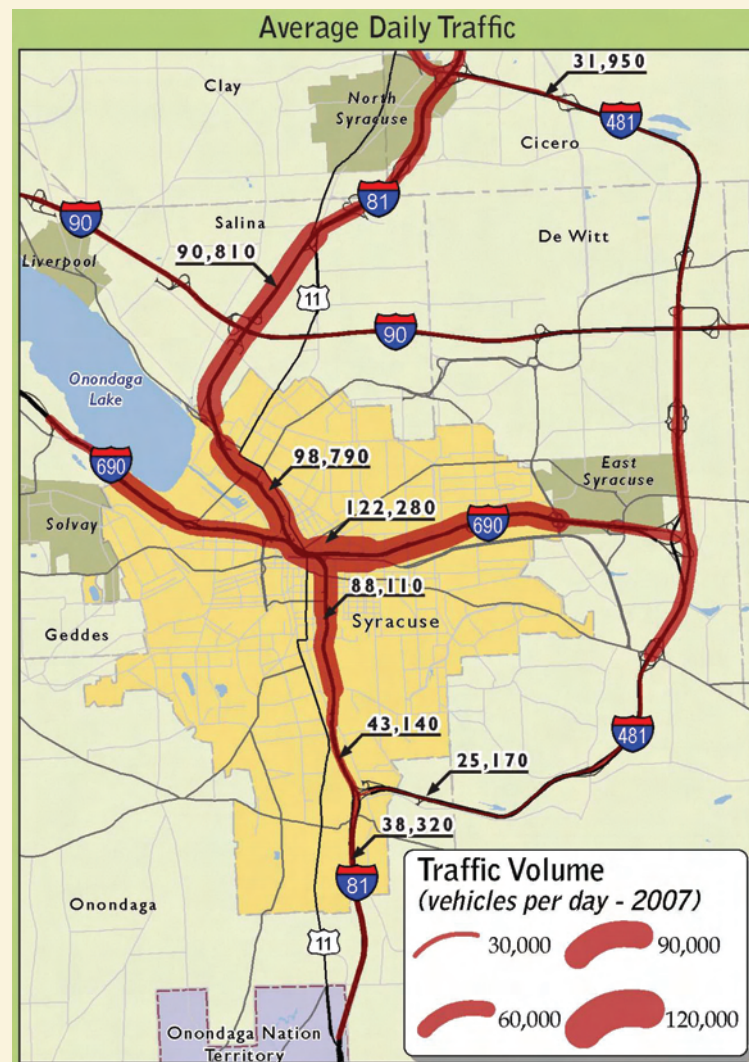 Average Daily Traffic
31,950
Clay
North
Syracuse
481
Cicero
81
90
Salina
De Witt
90,810
Liverpool
11
90
Onondaga
Lake
690
98,790
East
Syracuse
122,280
690
Solvay
88,110
Syracuse
Geddes
43,140
481
25,170
38,320
81
Onondaga
11
Onondaga Nation
Territory
Traffic Volume
(vehicles per day - 2007)
30,000
90,000
60,000
120,000